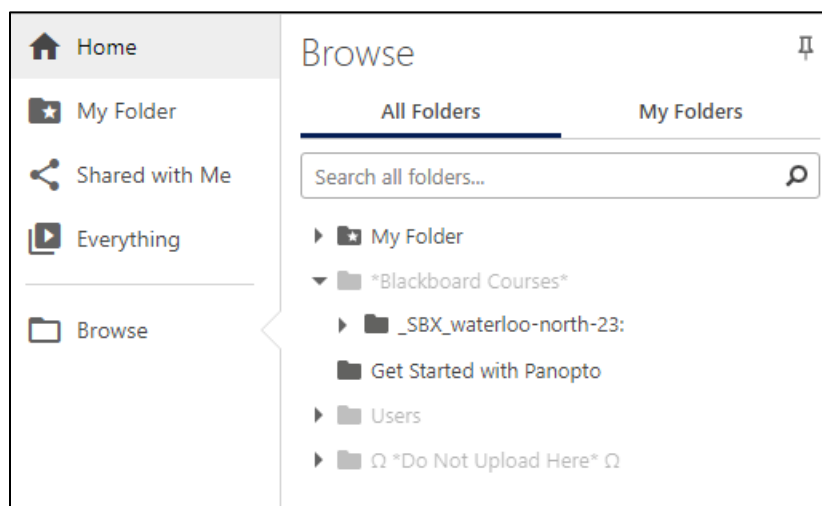 Home
My Folder
Shared with Me
Everything
Browse
Browse
All Folders
My Folders
Search all folders...
My Folder
*Blackboard Courses*
_SBX_waterloo-north-23:
Get Started with Panopto
Users
Ω *Do Not Upload Here* Ω